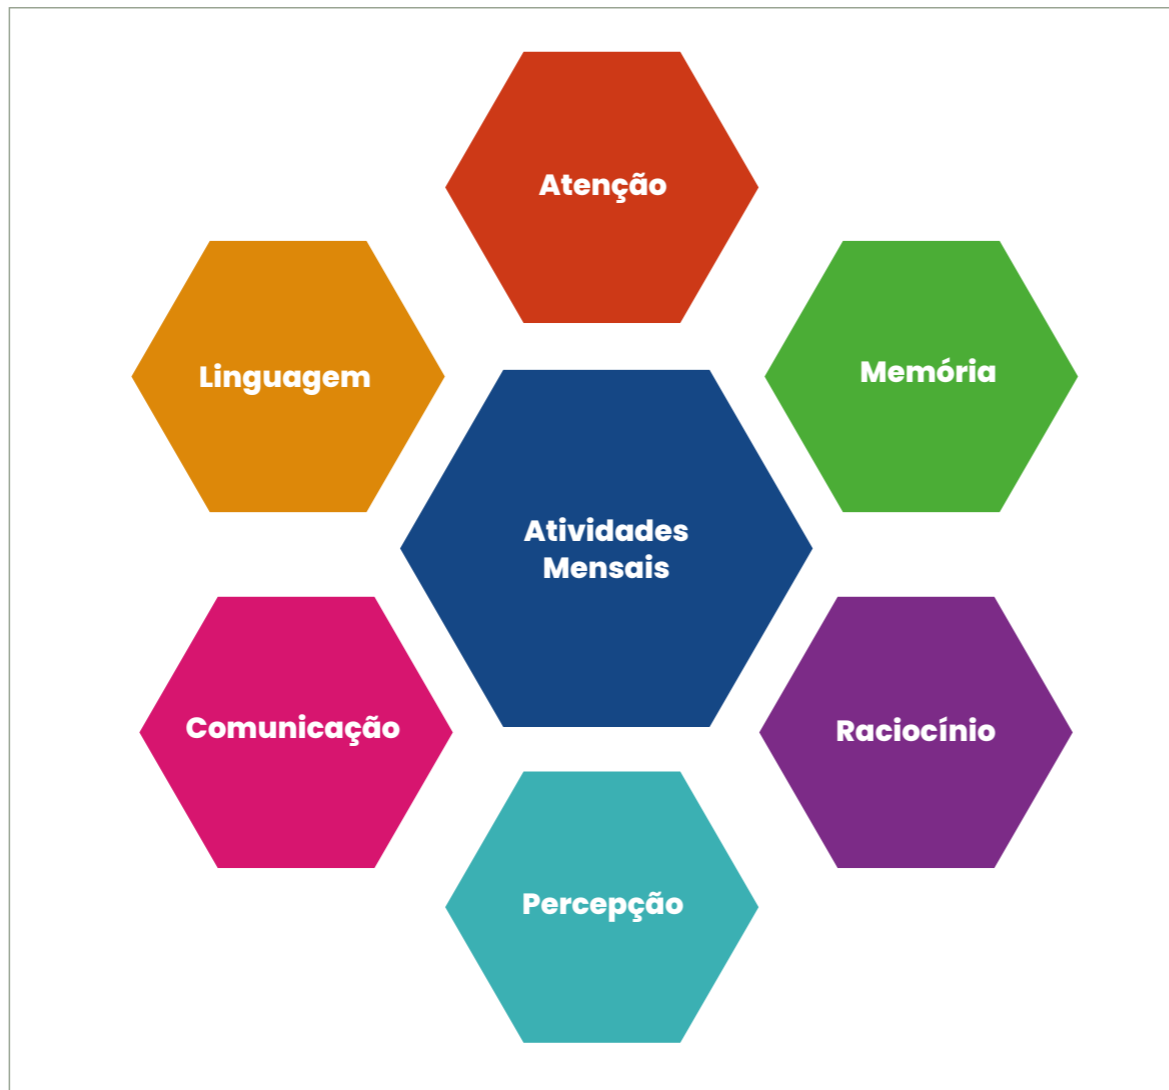 Atenção
Linguagem
Memória
Atividades
Mensais
Comunicação
Raciocínio
Percepção